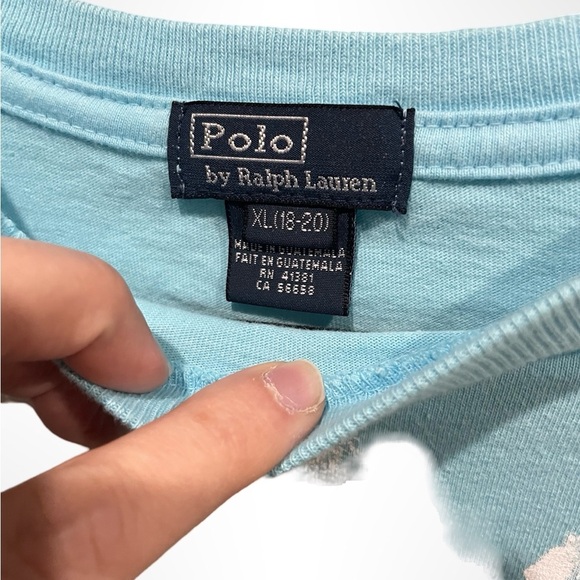 Polo
by Ralph Lauren
XL(18-20)
MADE IN GUATEMALA
FAIT EN GUATEMALA
RN 41381
CA 56658